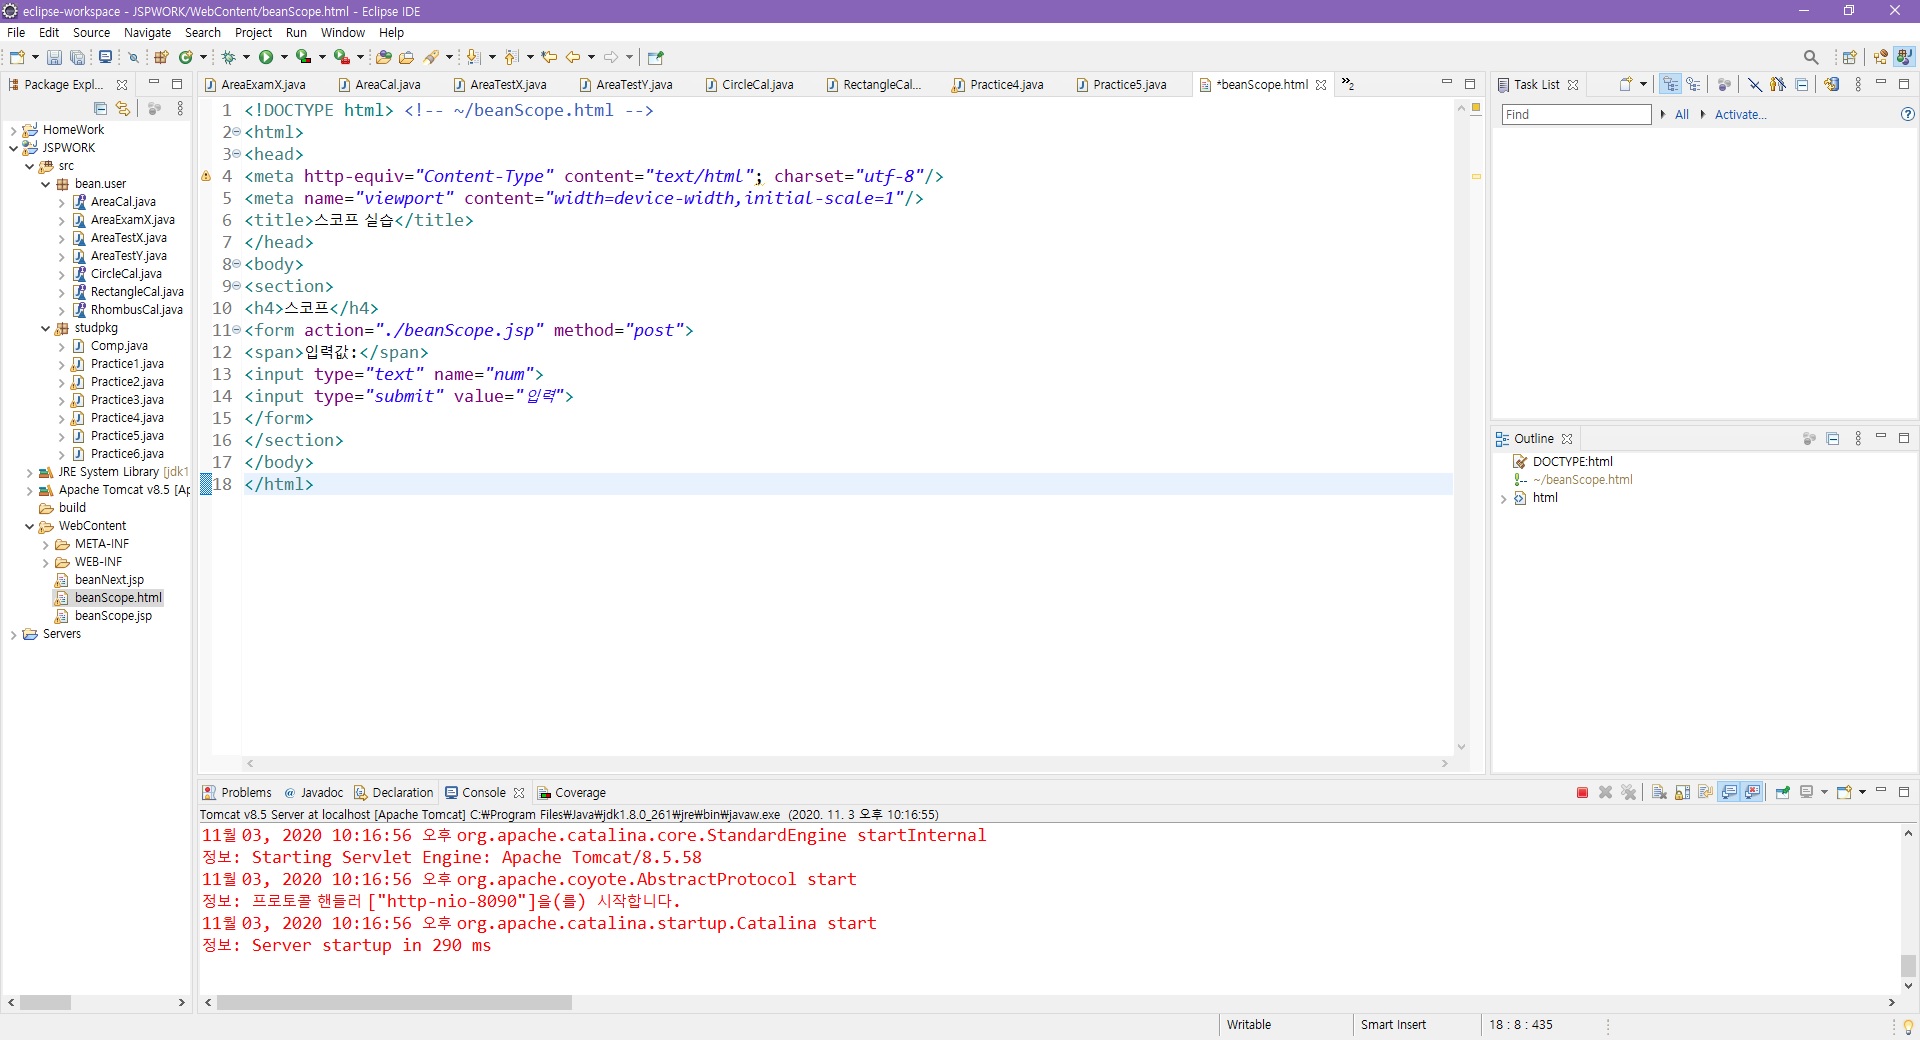 eclipse-workspace - JSPWORK/WebContent/beanScope.html - Eclipse IDE
File Edit Source Navigate Search Project Run Window Help
Package Expl...
HomeWork
JSPWORK
src
bean.user
AreaCal.java
AreaExamX.java
AreaTestX.java
AreaTestY.java
CircleCal.java
RectangleCal.java
RhombusCal.java
studpkg
Comp.java
Practice1.java
Practice2.java
Practice3.java
Practice4.java
Practice5.java
Practice6.java
JRE System Library [jdk1
Apache Tomcat v8.5 [Ap
build
WebContent
META-INF
WEB-INF
beanNext.jsp
beanScope.html
beanScope.jsp
Servers
AreaExamX.java AreaCal.java AreaTestX.java AreaTestY.java CircleCal.java RectangleCal... Practice4.java Practice5.java *beanScope.html »2
1 <!DOCTYPE html> <!-- ~/beanScope.html -->
2 <html>
3 <head>
4 <meta http-equiv="Content-Type" content="text/html"; charset="utf-8"/>
5 <meta name="viewport" content="width=device-width,initial-scale=1"/>
6 <title>스코프 실습</title>
7 </head>
8 <body>
9 <section>
10 <h4>스코프</h4>
11 <form action="./beanScope.jsp" method="post">
12 <span>입력값:</span>
13 <input type="text" name="num">
14 <input type="submit" value="입력">
15 </form>
16 </section>
17 </body>
18 </html>
Task List
Find All Activate...
Outline
DOCTYPE:html
~/beanScope.html
html
Problems @ Javadoc Declaration Console Coverage
Tomcat v8.5 Server at localhost [Apache Tomcat] C:₩Program Files₩Java₩jdk1.8.0_261₩jre₩bin₩javaw.exe (2020. 11. 3 오후 10:16:55)
11월 03, 2020 10:16:56 오후 org.apache.catalina.core.StandardEngine startInternal
정보: Starting Servlet Engine: Apache Tomcat/8.5.58
11월 03, 2020 10:16:56 오후 org.apache.coyote.AbstractProtocol start
정보: 프로토콜 핸들러 ["http-nio-8090"]을(를) 시작합니다.
11월 03, 2020 10:16:56 오후 org.apache.catalina.startup.Catalina start
정보: Server startup in 290 ms
Writable Smart Insert 18 : 8 : 435